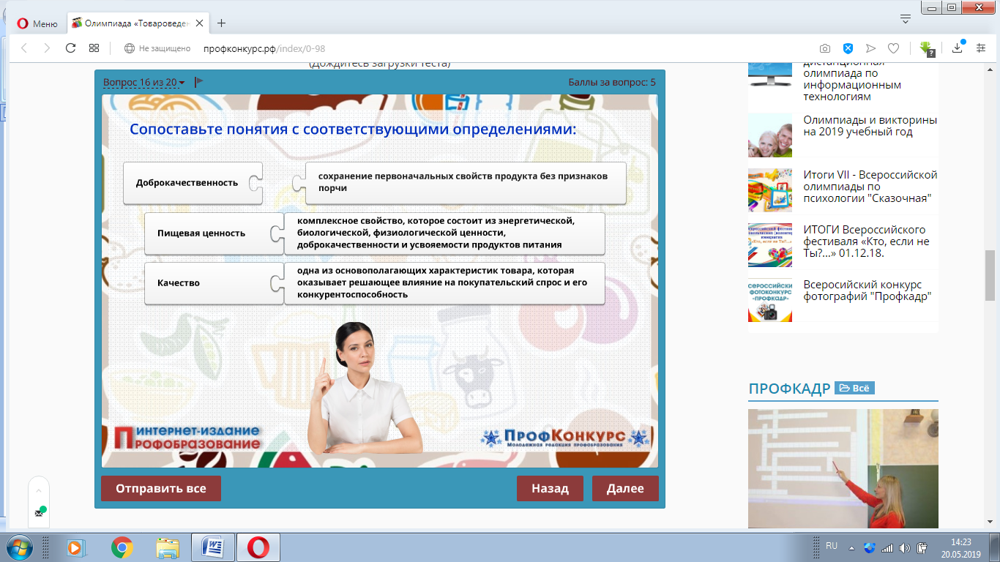 Меню
Олимпиада «Товароведен
Не защищено
профконкурс.рф/index/0-98
(дождитесь загрузки теста)
Вопрос 16 из 20
Баллы за вопрос: 5
Сопоставьте понятия с соответствующими определениями:
Доброкачественность
сохранение первоначальных свойств продукта без признаков
порчи
Пищевая ценность
комплексное свойство, которое состоит из энергетической,
биологической, физиологической ценности,
доброкачественности и усвояемости продуктов питания
Качество
одна из основополагающих характеристик товара, которая
оказывает решающее влияние на покупательский спрос и его
конкурентоспособность
ИНТЕРНЕТ-ИЗДАНИЕ
ПРОФОБРАЗОВАНИЕ
ПРОФКОНКУРС
Молодежная редакция профобразования
Отправить все
Назад
Далее
дистанционная
олимпиада по
информационным
технологиям
Олимпиады и викторины
на 2019 учебный год
Итоги VII - Всероссийской
олимпиады по
психологии "Сказочная"
ИТОГИ Всероссийского
фестиваля «Кто, если не
Ты?...» 01.12.18.
Всеросийский конкурс
фотографий "Профкадр"
ФОТОКОНКУРС
«ПРОФКАДР»
ПРОФКАДР
Всё
RU
14:23
20.05.2019